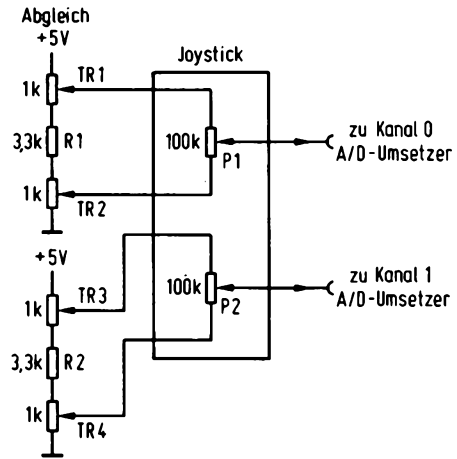 Abgleich
+5V
Joystick
TR1
1k
100k
zu Kanal 0
A/D-Umsetzer
3,3k
R1
P1
1k
TR2
+5V
TR3
1k
100k
zu Kanal 1
A/D-Umsetzer
P2
3,3k
R2
1k
TR4